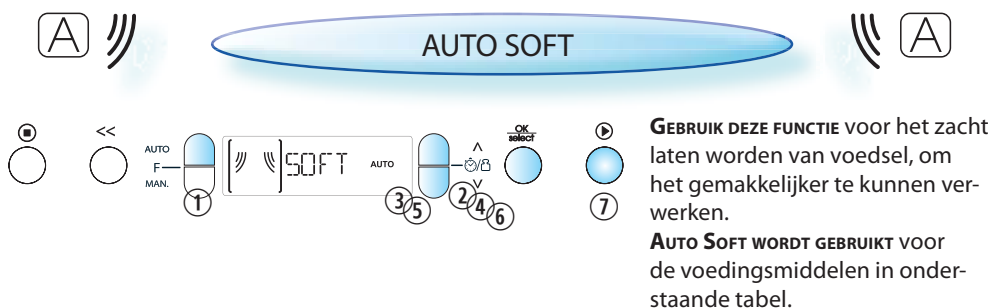 A
AUTO SOFT
A
<<
AUTO
F
MAN.
SOFT
AUTO
OK
select
1
3
5
2
4
6
7
GEBRUIK DEZE FUNCTIE voor het zacht
laten worden van voedsel, om
het gemakkelijker te kunnen ver-
werken.
AUTO SOFT WORDT GEBRUIKT voor
de voedingsmiddelen in onder-
staande tabel.